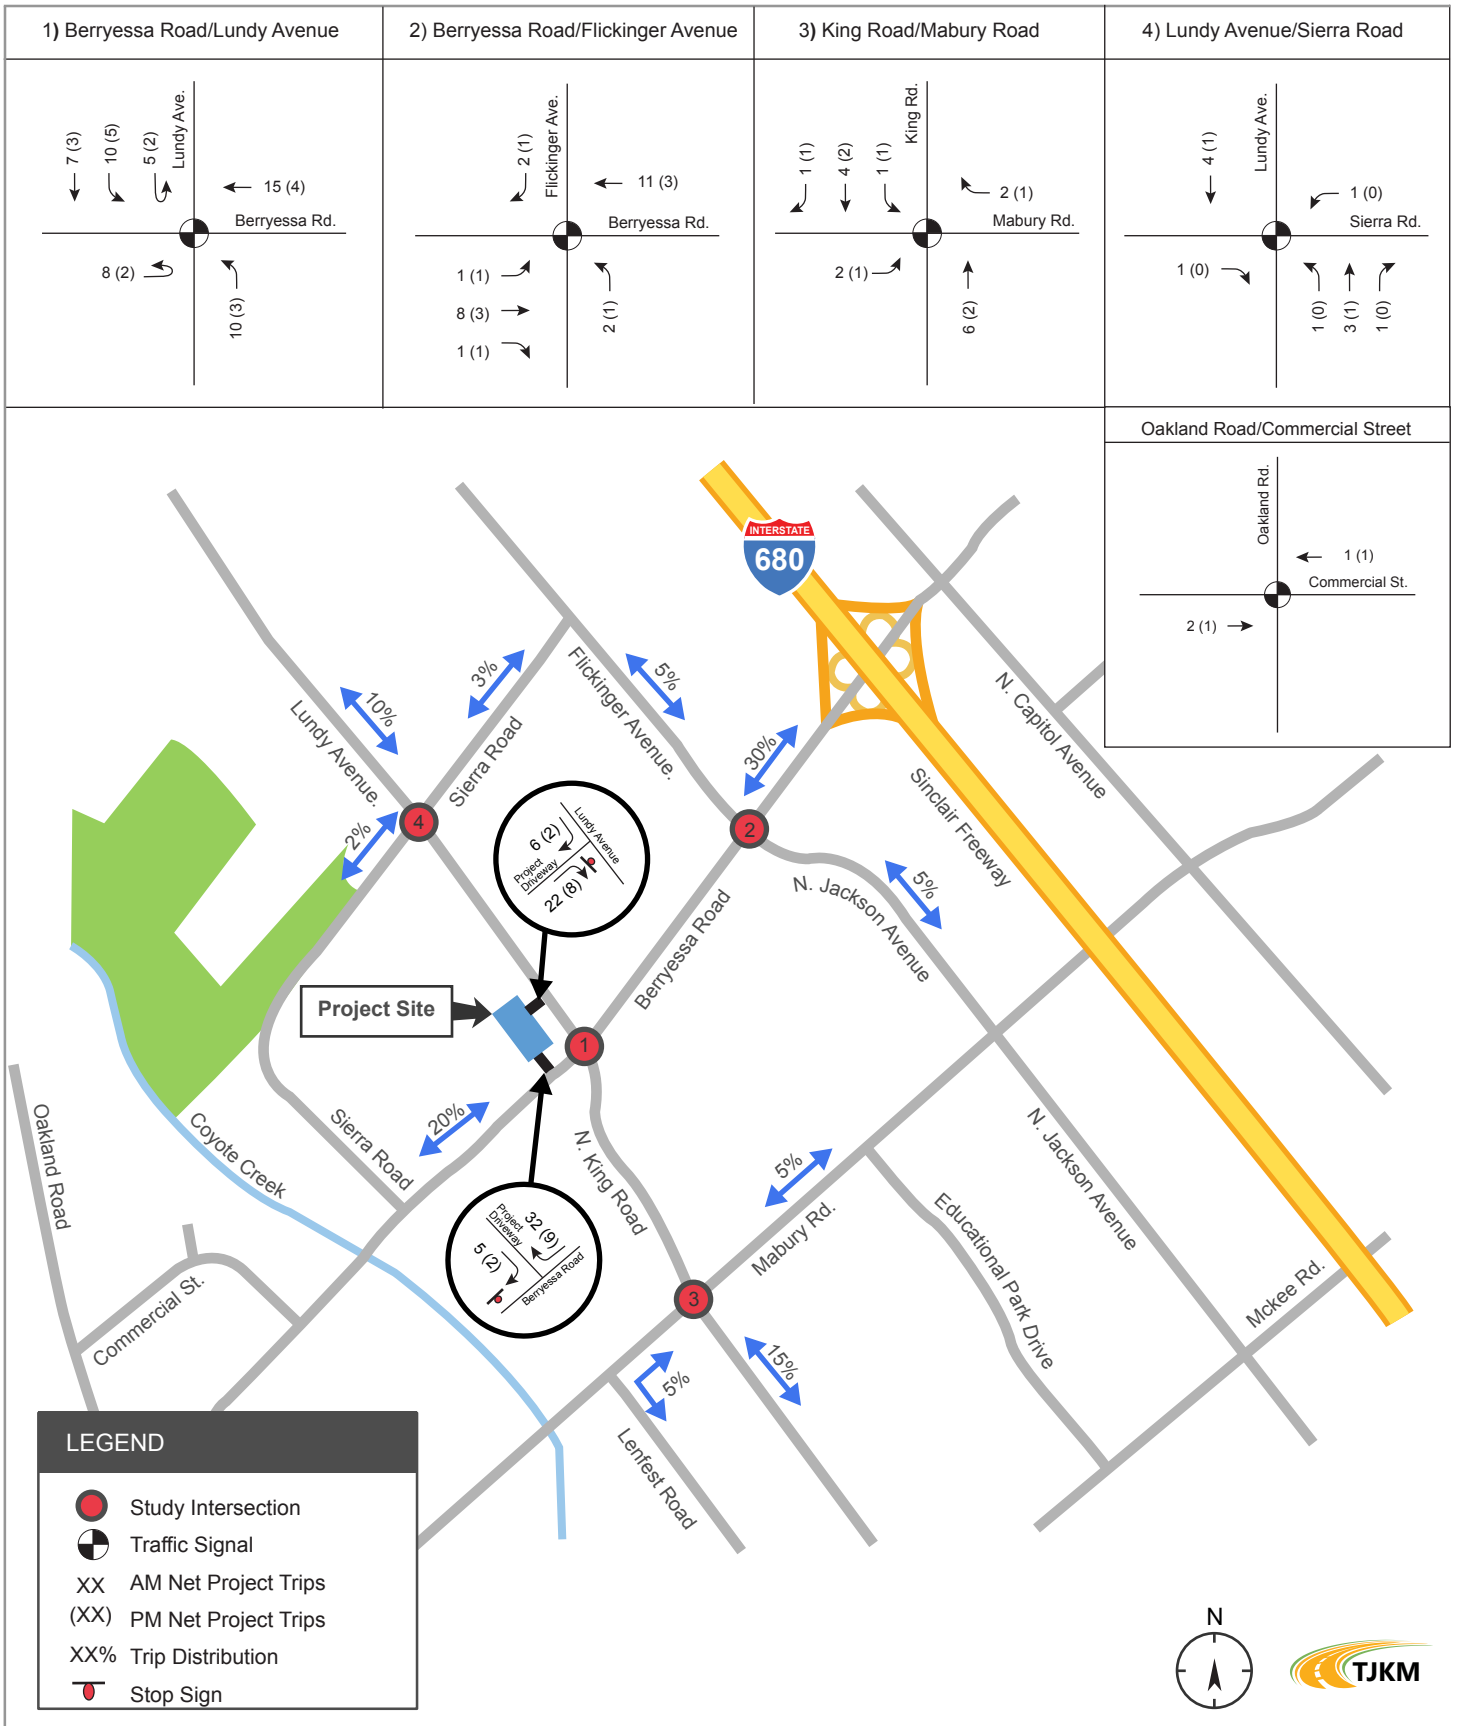 1) Berryessa Road/Lundy Avenue
2) Berryessa Road/Flickinger Avenue
3) King Road/Mabury Road
4) Lundy Avenue/Sierra Road
7 (3)
10 (5)
5 (2)
Lundy Ave.
15 (4)
Berryessa Rd.
8 (2)
10 (3)
2 (1)
Flickinger Ave.
11 (3)
Berryessa Rd.
1 (1)
8 (3)
1 (1)
2 (1)
1 (1)
4 (2)
1 (1)
King Rd.
2 (1)
Mabury Rd.
2 (1)
6 (2)
4 (1)
Lundy Ave.
1 (0)
Sierra Rd.
1 (0)
1 (0)
3 (1)
1 (0)
Oakland Road/Commercial Street
Oakland Rd.
1 (1)
Commercial St.
2 (1)
INTERSTATE
680
3%
10%
5%
30%
2%
Lundy Avenue.
Sierra Road
Flickinger Avenue.
N. Capitol Avenue
Sinclair Freeway
4
2
6 (2)
Lundy Avenue
Project
Driveway
22 (8)
Berryessa Road
N. Jackson Avenue
5%
Project Site
1
20%
Sierra Road
Coyote Creek
Oakland Road
Commercial St.
N. King Road
5%
Mabury Rd.
N. Jackson Avenue
Educational Park Drive
Mckee Rd.
Project
Driveway
32 (9)
5 (2)
Berryessa Road
3
15%
5%
Lenfest Road
LEGEND
Study Intersection
Traffic Signal
XX AM Net Project Trips
(XX) PM Net Project Trips
XX% Trip Distribution
Stop Sign
N
TJKM